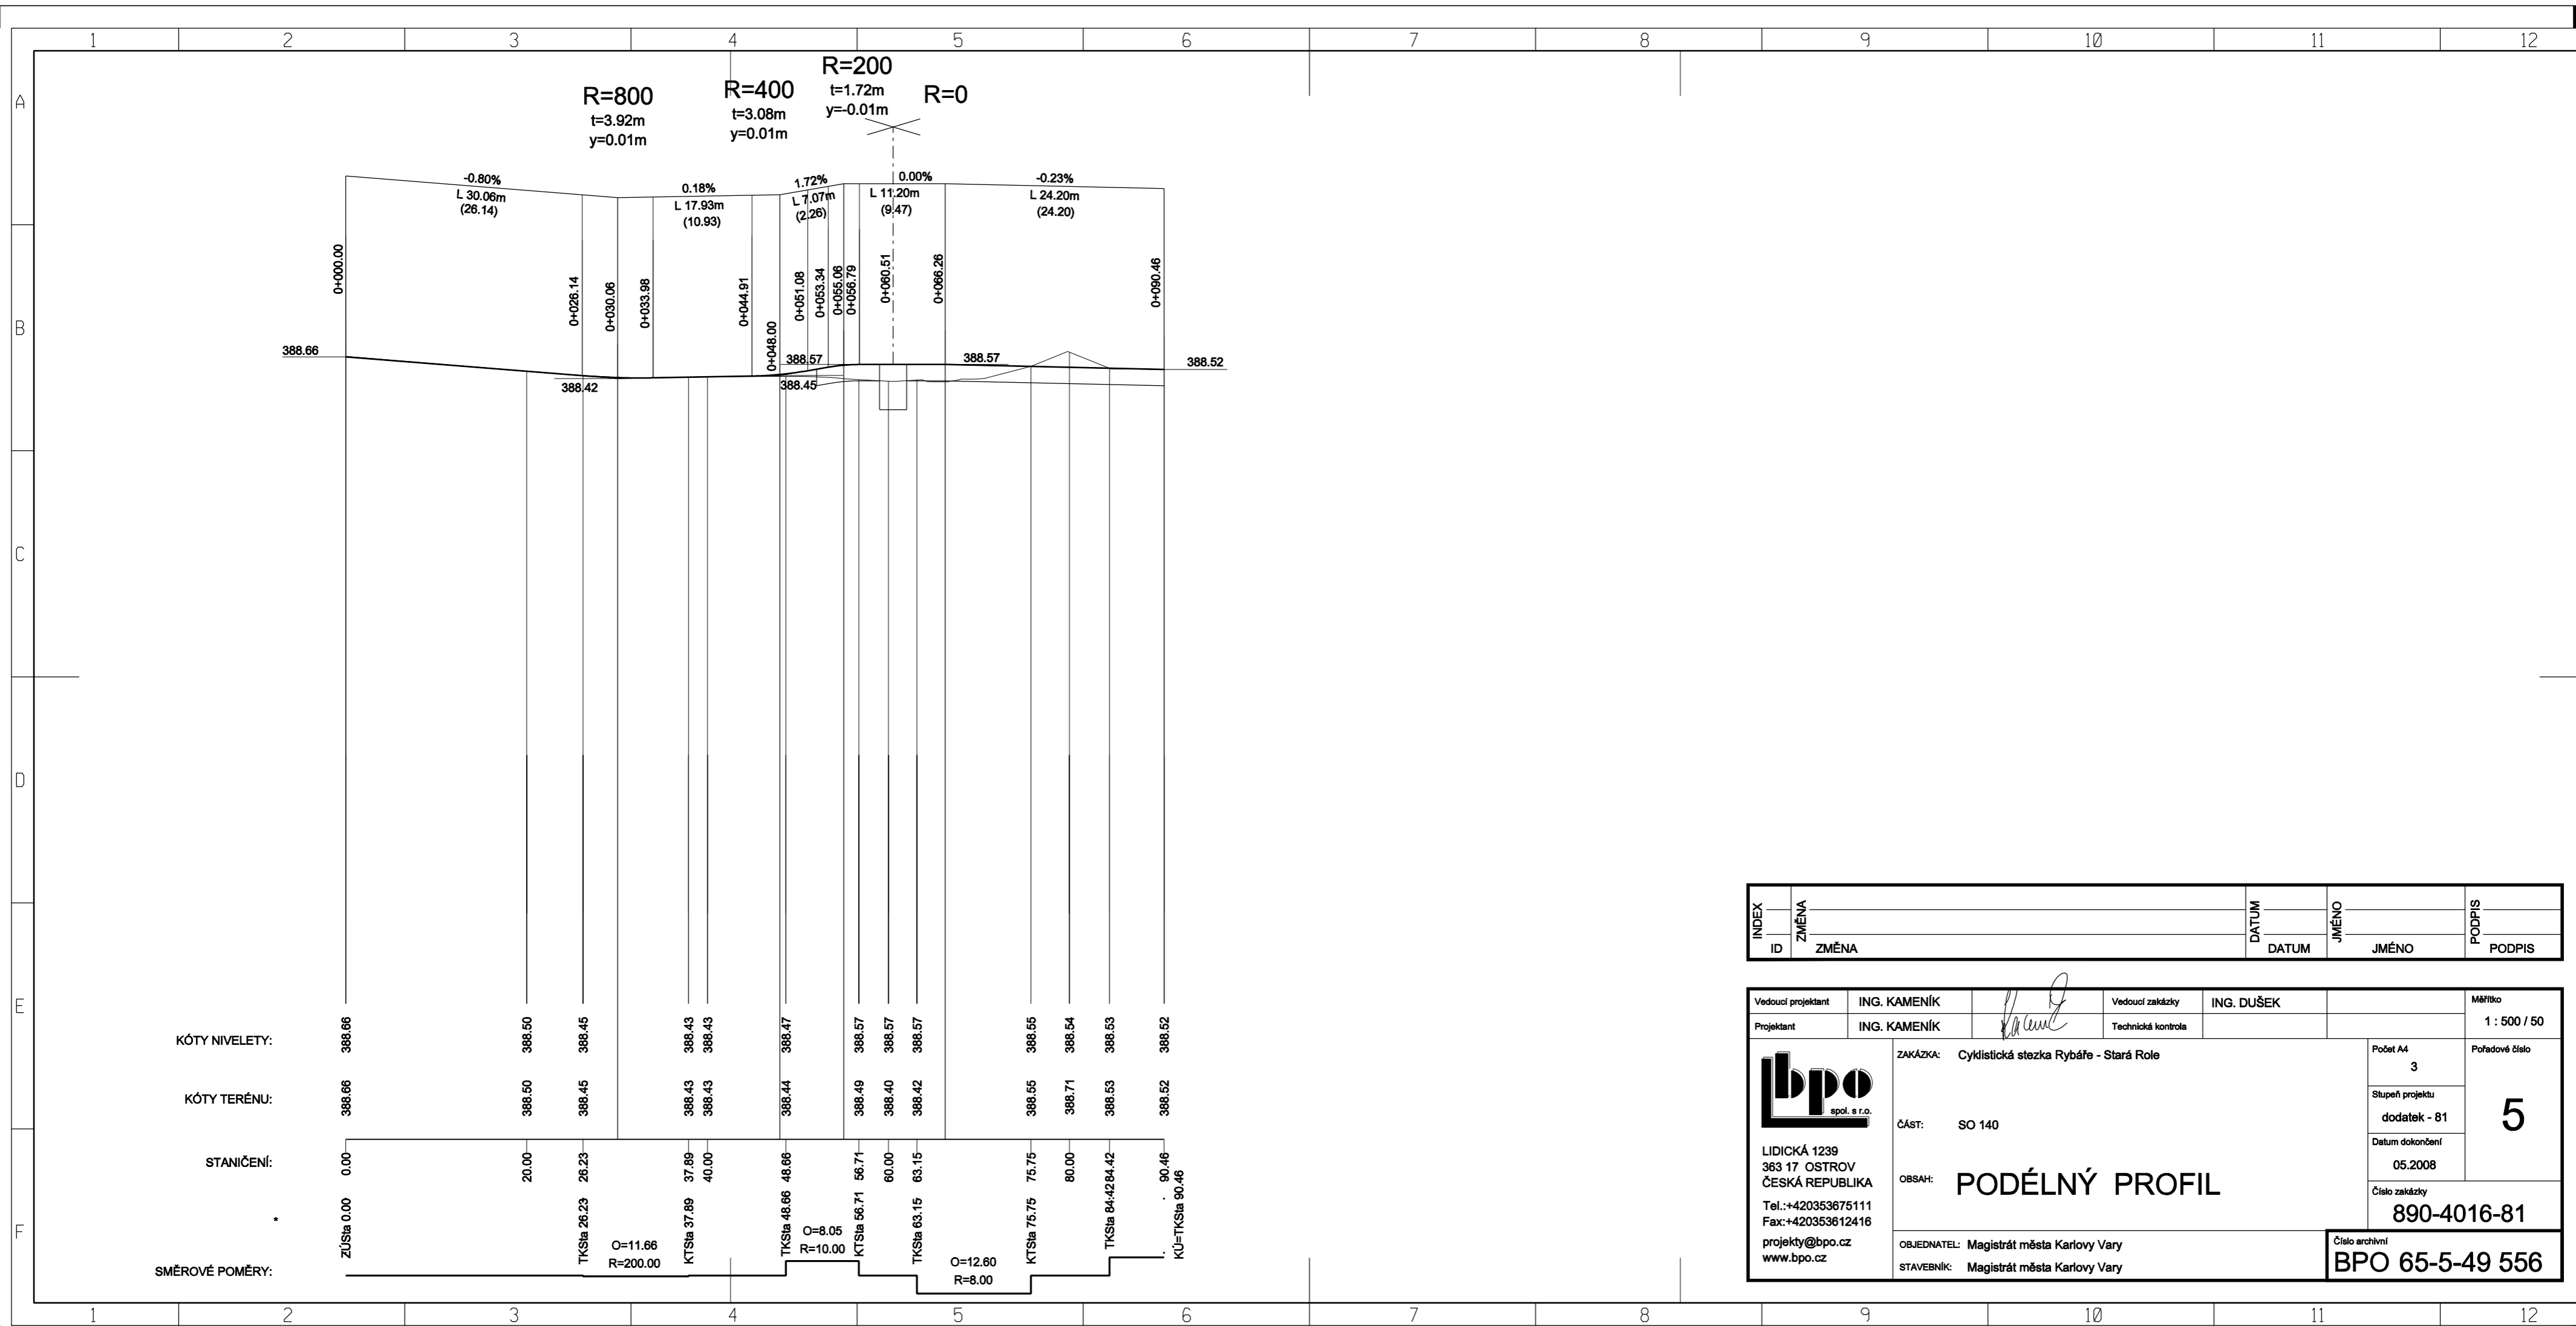 1 2 3 4 5 6 7 8 9 10 11 12
A
B
C
D
E
F
R=800
t=3.92m
y=0.01m
R=400
t=3.08m
y=0.01m
R=200
t=1.72m
y=-0.01m
R=0
-0.80%
L 30.06m
(26.14)
0.18%
L 17.93m
(10.93)
1.72%
L 7.07m
(2.26)
0.00%
L 11.20m
(9.47)
-0.23%
L 24.20m
(24.20)
0+000.00
0+026.14
0+030.06
0+033.98
0+044.91
0+048.00
0+051.08
0+053.34
0+055.06
0+056.79
0+060.51
0+066.26
0+090.46
388.66
388.42
388.57
388.45
388.57
388.52
KÓTY NIVELETY: 388.66 388.50 388.45 388.43 388.43 388.47 388.57 388.57 388.57 388.55 388.54 388.53 388.52
KÓTY TERÉNU: 388.66 388.50 388.45 388.43 388.43 388.44 388.49 388.40 388.42 388.55 388.71 388.53 388.52
STANIČENÍ: 0.00 20.00 26.23 37.89 40.00 48.66 56.71 60.00 63.15 75.75 80.00 84.42 90.46
*
ZÚSta 0.00
TKSta 26.23
KTSta 37.89
TKSta 48.66
KTSta 56.71
TKSta 63.15
KTSta 75.75
TKSta 84.42
KÚ=TKSta 90.46
SMĚROVÉ POMĚRY:
O=11.66
R=200.00
O=8.05
R=10.00
O=12.60
R=8.00
INDEX ZMĚNA DATUM JMÉNO PODPIS
ID ZMĚNA DATUM JMÉNO PODPIS
Vedoucí projektant ING. KAMENÍK Vedoucí zakázky ING. DUŠEK Měřítko
Projektant ING. KAMENÍK Technická kontrola 1 : 500 / 50
bpo
spol. s r.o.
LIDICKÁ 1239
363 17 OSTROV
ČESKÁ REPUBLIKA
Tel.:+420353675111
Fax:+420353612416
projekty@bpo.cz
www.bpo.cz
ZAKÁZKA: Cyklistická stezka Rybáře - Stará Role
ČÁST: SO 140
OBSAH: PODÉLNÝ PROFIL
OBJEDNATEL: Magistrát města Karlovy Vary
STAVEBNÍK: Magistrát města Karlovy Vary
Počet A4
3
Stupeň projektu
dodatek - 81
Datum dokončení
05.2008
Pořadové číslo
5
Číslo zakázky
890-4016-81
Číslo archivní
BPO 65-5-49 556
1 2 3 4 5 6 7 8 9 10 11 12